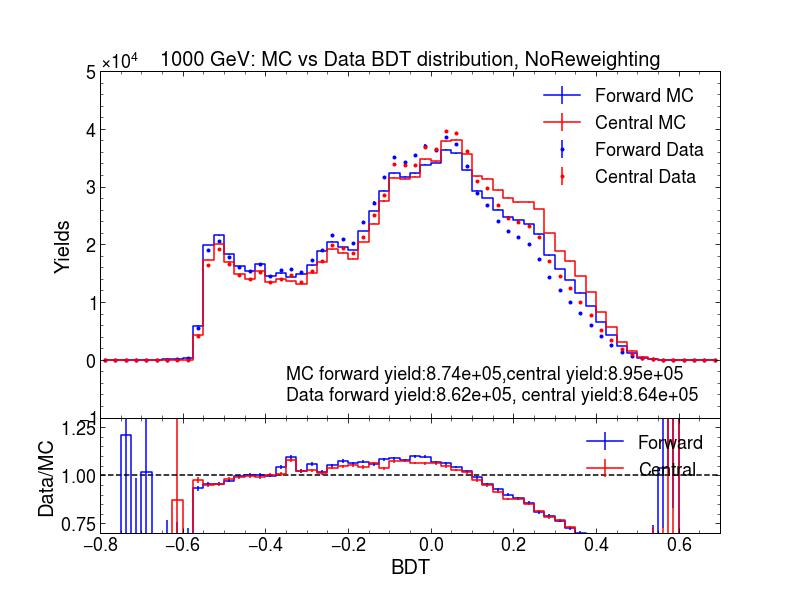 ×10⁴ 1000 GeV: MC vs Data BDT distribution, NoReweighting
5
4
3
2
1
0
−1
Yields
Forward MC
Central MC
Forward Data
Central Data
MC forward yield:8.74e+05,central yield:8.95e+05
Data forward yield:8.62e+05, central yield:8.64e+05
1.25
1.00
0.75
Data/MC
Forward
Central
−0.8 −0.6 −0.4 −0.2 0.0 0.2 0.4 0.6
BDT